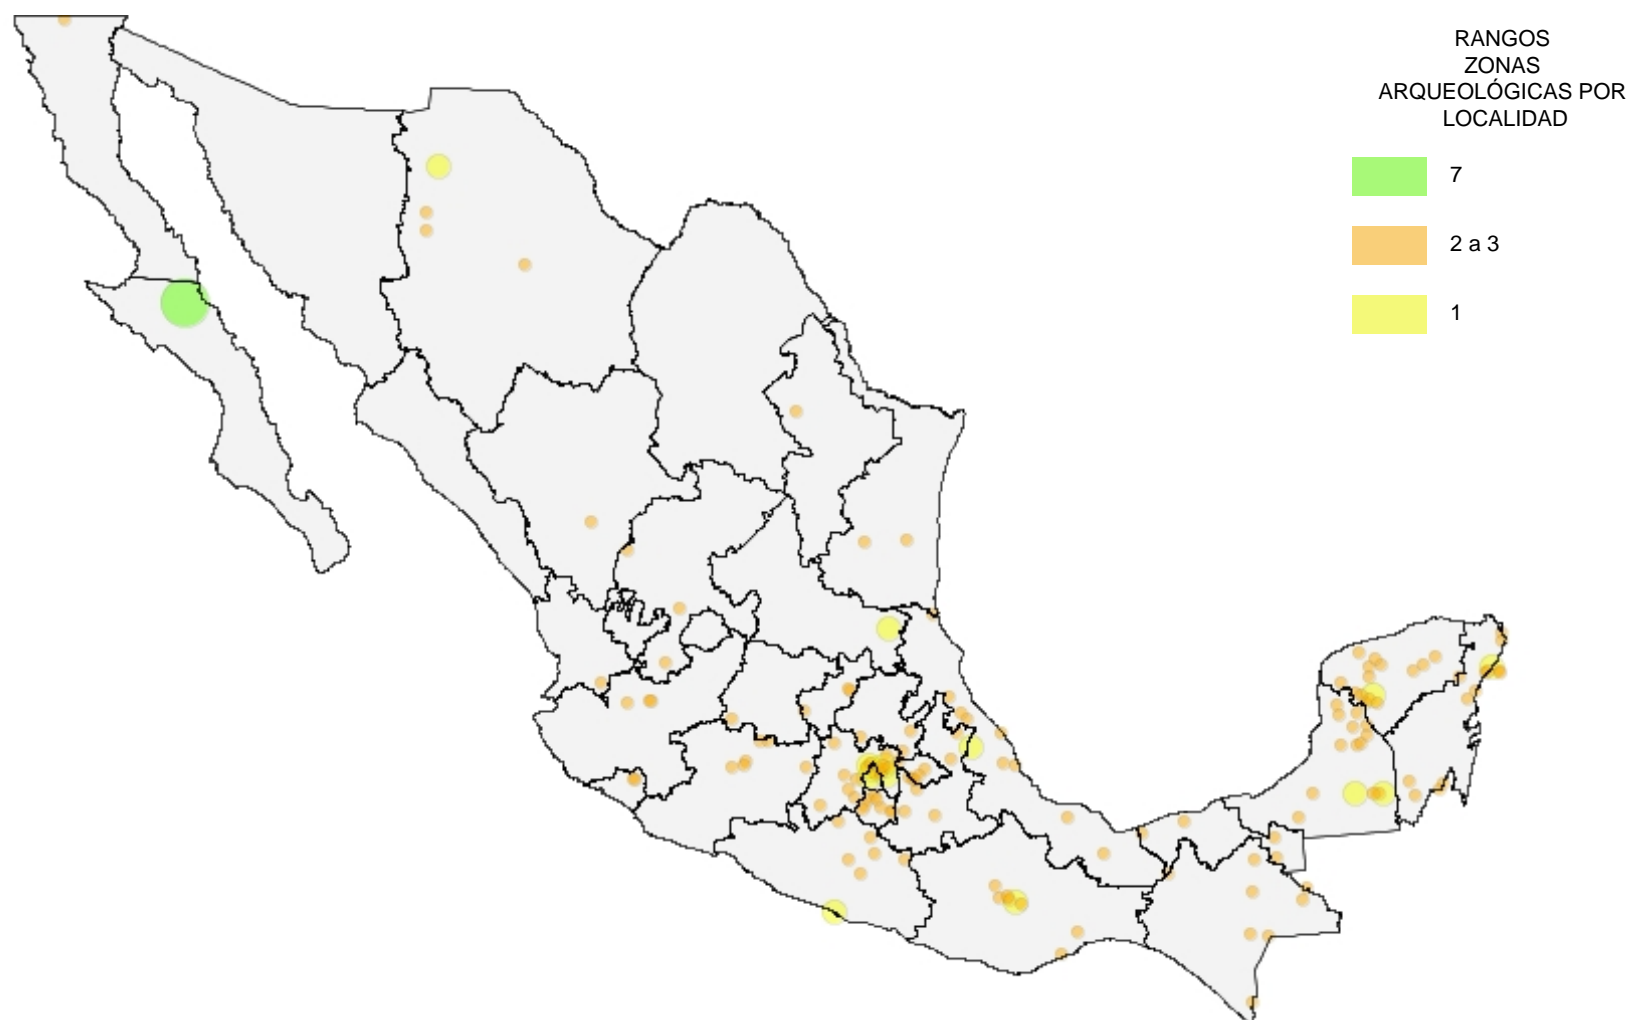 RANGOS
ZONAS
ARQUEOLÓGICAS POR
LOCALIDAD
7
2 a 3
1